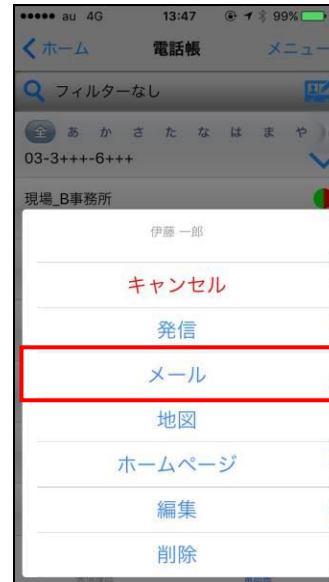 au 4G 13:47 99%
ホーム 電話帳 メニュー
フィルターなし
全 あ か さ た な は ま や
03-3+++-6+++
現場_B事務所
伊藤 一郎
キャンセル
発信
メール
地図
ホームページ
編集
削除